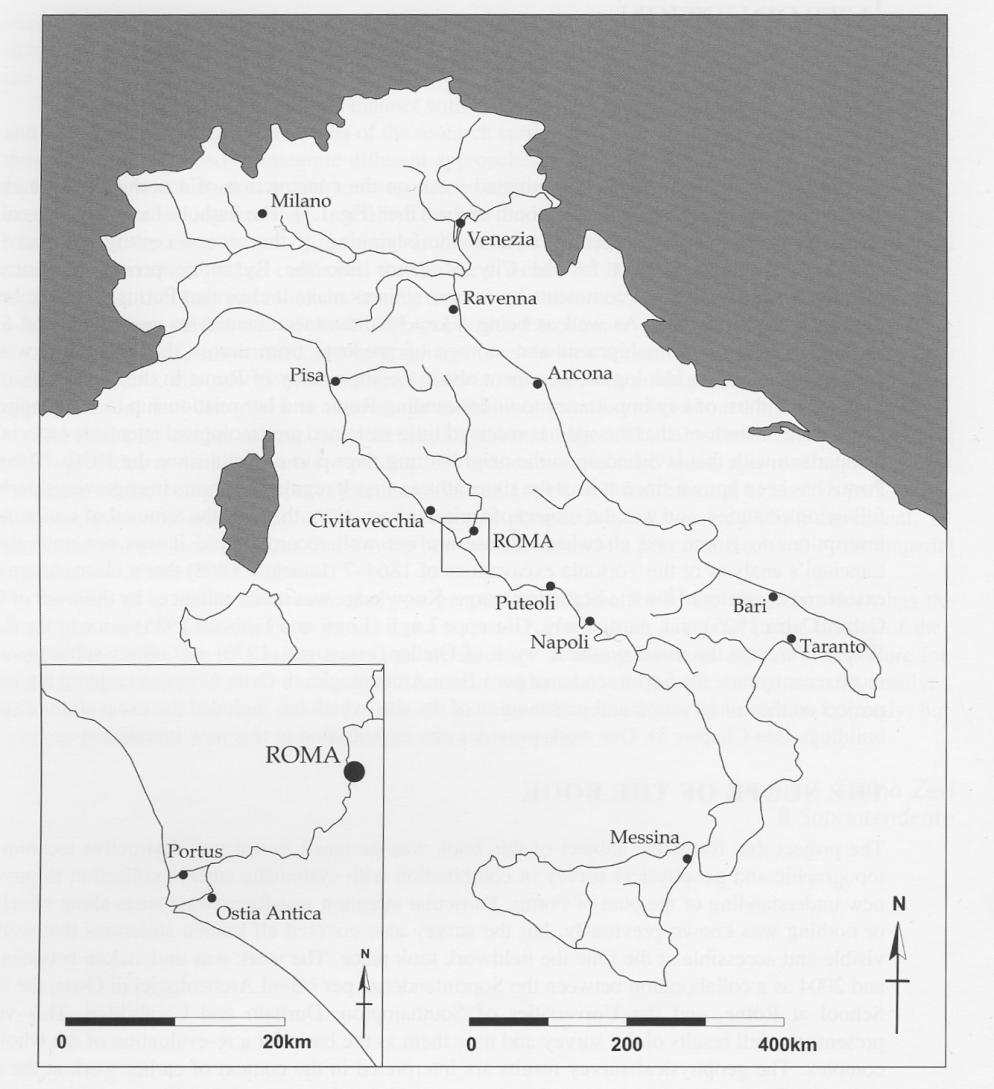 Milano
Venezia
Ravenna
Pisa
Ancona
Civitavecchia
ROMA
Puteoli
Bari
Napoli
Taranto
ROMA
Messina
Portus
Ostia Antica
N
N
0 20km
0 200 400km